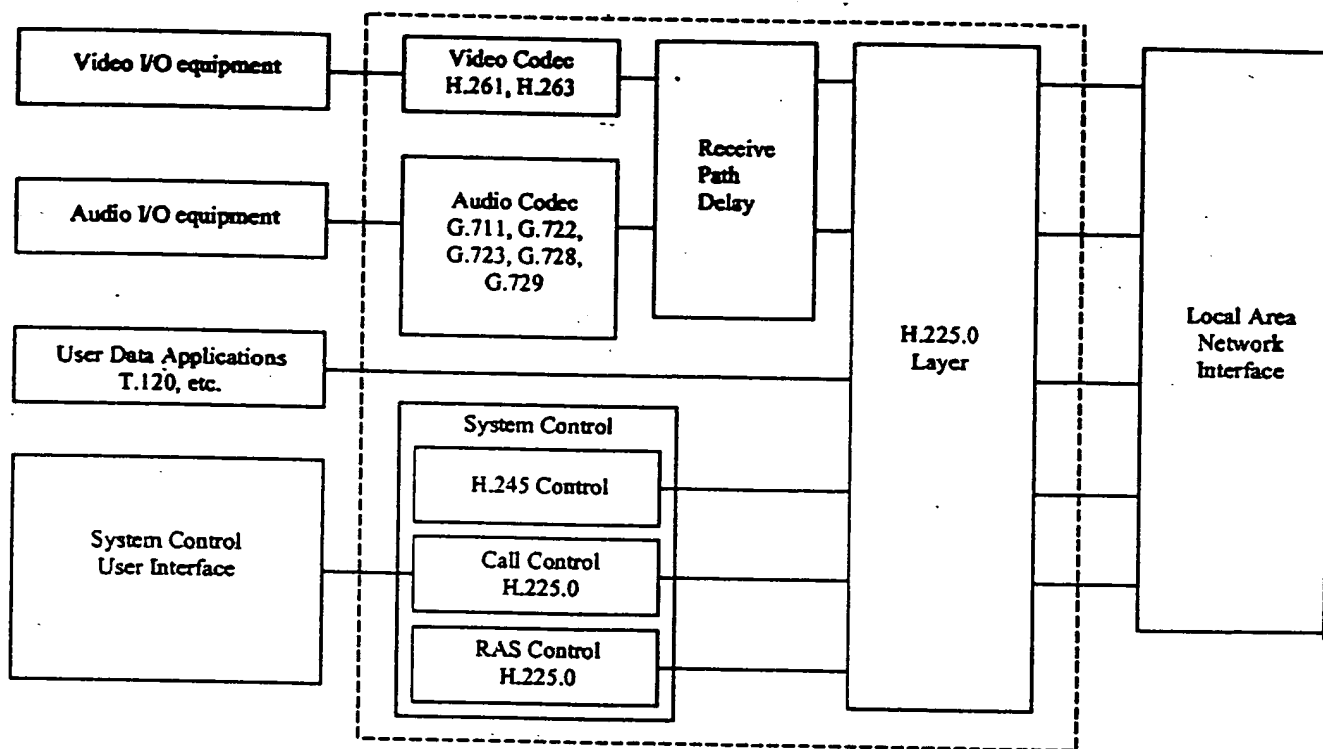 Video I/O equipment
Video Codec
H.261, H.263
Receive
Path
Delay
Audio I/O equipment
Audio Codec
G.711, G.722,
G.723, G.728,
G.729
User Data Applications
T.120, etc.
H.225.0
Layer
Local Area
Network
Interface
System Control
H.245 Control
System Control
User Interface
Call Control
H.225.0
RAS Control
H.225.0